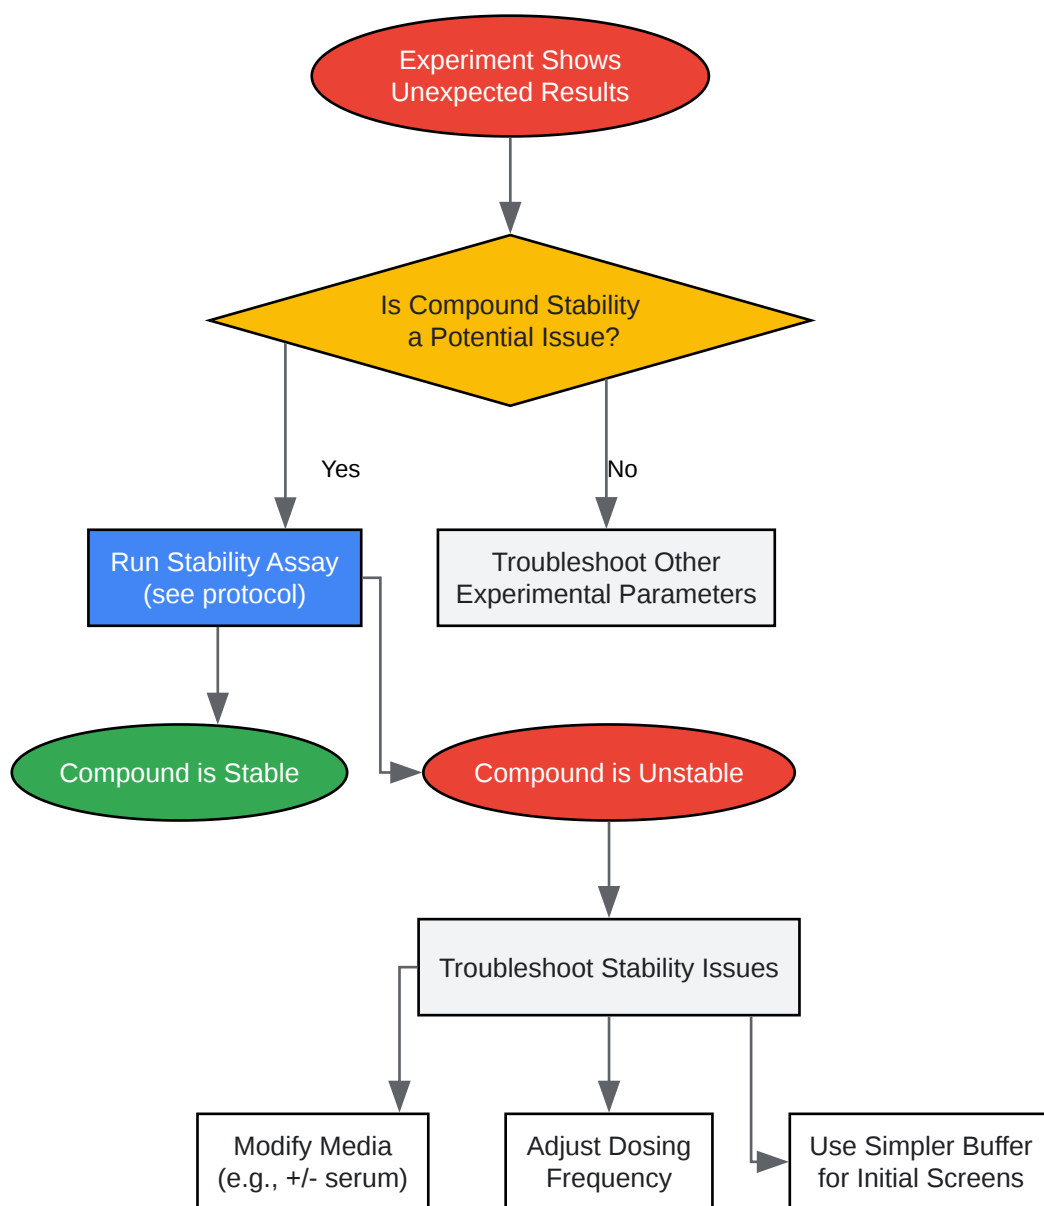 Experiment Shows
Unexpected Results
Is Compound Stability
a Potential Issue?
Yes
No
Run Stability Assay
(see protocol)
Troubleshoot Other
Experimental Parameters
Compound is Stable
Compound is Unstable
Troubleshoot Stability Issues
Modify Media
(e.g., +/- serum)
Adjust Dosing
Frequency
Use Simpler Buffer
for Initial Screens